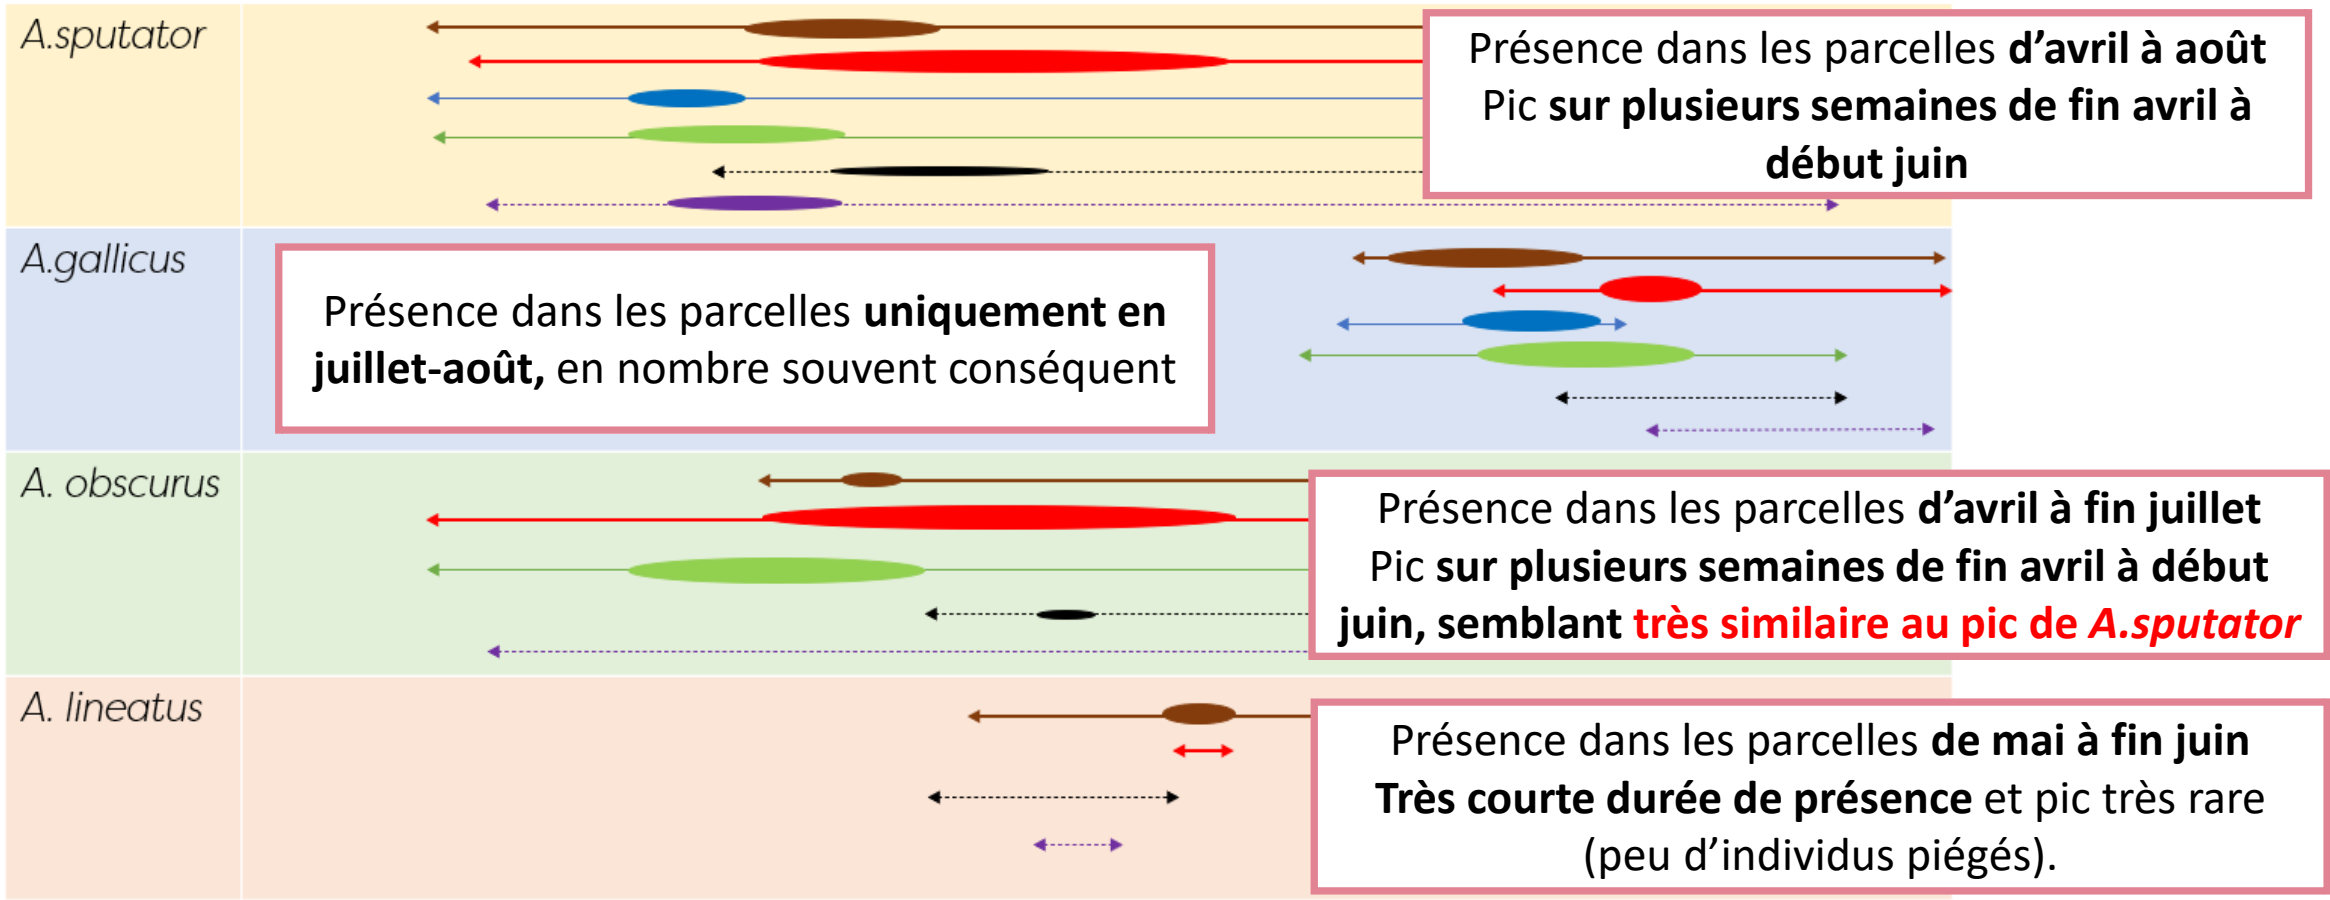 A.sputator
Présence dans les parcelles d’avril à août
Pic sur plusieurs semaines de fin avril à
début juin
A.gallicus
Présence dans les parcelles uniquement en
juillet-août, en nombre souvent conséquent
A. obscurus
Présence dans les parcelles d’avril à fin juillet
Pic sur plusieurs semaines de fin avril à début
juin, semblant très similaire au pic de A.sputator
A. lineatus
Présence dans les parcelles de mai à fin juin
Très courte durée de présence et pic très rare
(peu d’individus piégés).